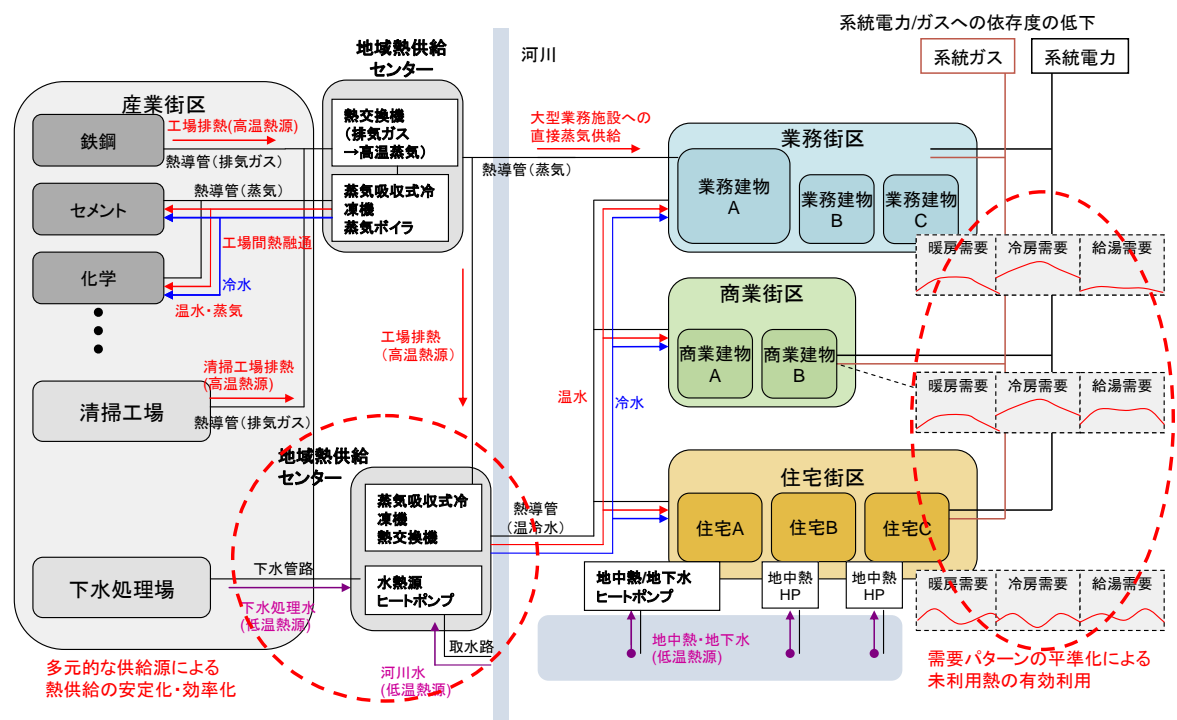 系統電力/ガスへの依存度の低下
系統ガス
系統電力
地域熱供給
センター
河川
産業街区
鉄鋼
工場排熱(高温熱源)
熱導管(排気ガス)
熱交換機
(排気ガス
→高温蒸気)
大型業務施設への
直接蒸気供給
熱導管(蒸気)
業務街区
業務建物
A
業務建物
B
業務建物
C
セメント
熱導管(蒸気)
蒸気吸収式冷
凍機
蒸気ボイラ
工場間熱融通
化学
冷水
温水・蒸気
暖房需要
冷房需要
給湯需要
商業街区
商業建物
A
商業建物
B
工場排熱
(高温熱源)
清掃工場排熱
(高温熱源)
清掃工場
熱導管(排気ガス)
温水
冷水
暖房需要
冷房需要
給湯需要
地域熱供給
センター
蒸気吸収式冷
凍機
熱交換機
熱導管
(温冷水)
住宅街区
住宅A
住宅B
住宅C
下水処理場
下水管路
下水処理水
(低温熱源)
水熱源
ヒートポンプ
取水路
河川水
(低温熱源)
地中熱/地下水
ヒートポンプ
地中熱
HP
地中熱
HP
地中熱・地下水
(低温熱源)
暖房需要
冷房需要
給湯需要
多元的な供給源による
熱供給の安定化・効率化
需要パターンの平準化による
未利用熱の有効利用